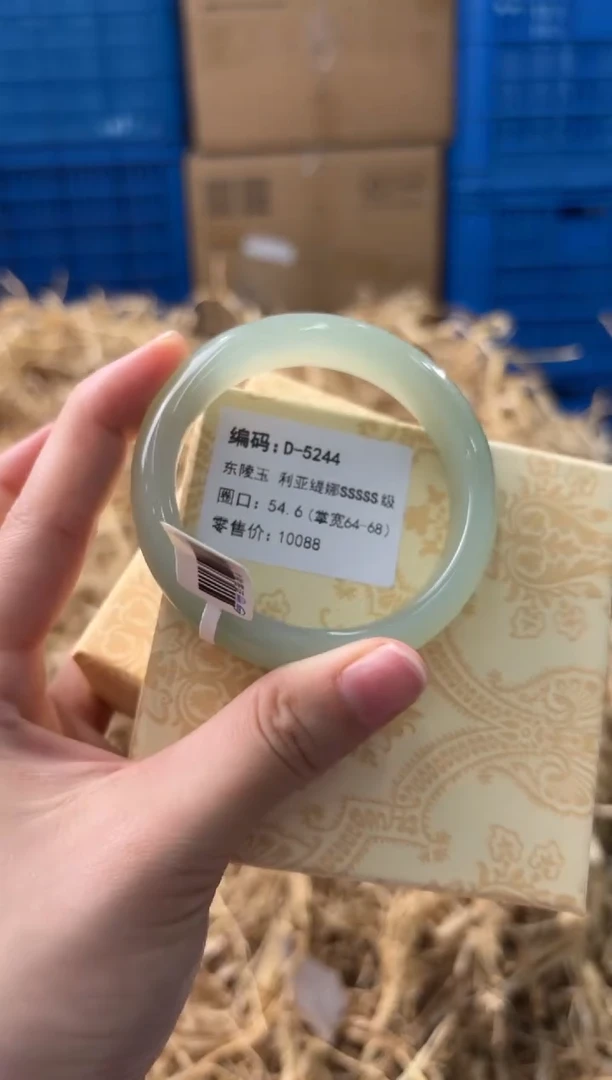 编码:D-5244
东陵玉 利亚缇娜SSSSS级
圈口: 54.6(掌宽64-68)
零售价: 10088